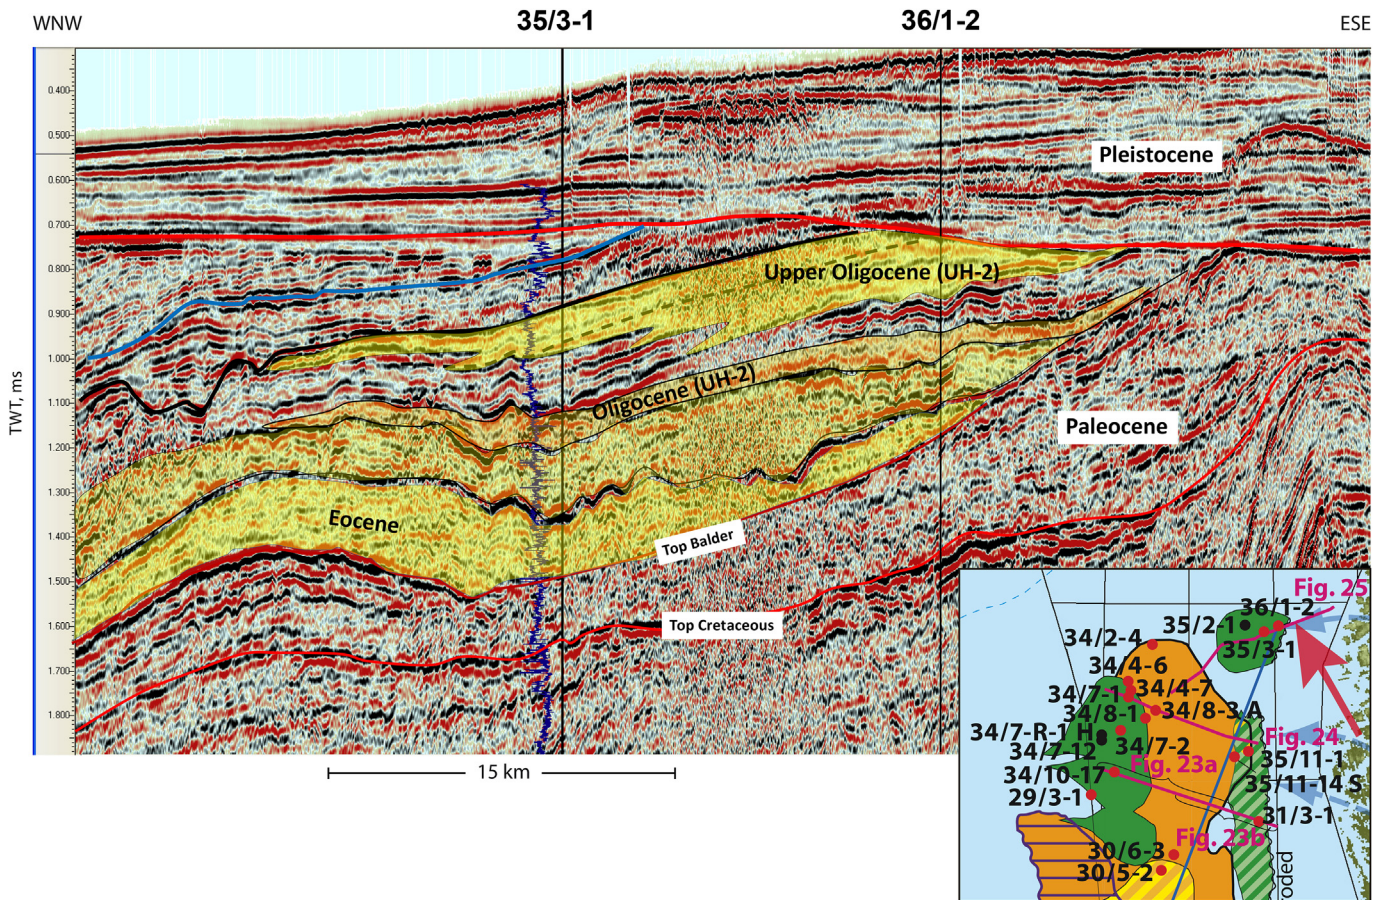 WNW
35/3-1
36/1-2
ESE
0.400
0.500
0.600
0.700
0.800
0.900
1.000
1.100
1.200
1.300
1.400
1.500
1.600
1.700
1.800
TWT, ms
Pleistocene
Upper Oligocene (UH-2)
Oligocene (UH-2)
Paleocene
Eocene
Top Balder
Top Cretaceous
15 km
Fig. 25
36/1-2
35/2-1
35/3-1
34/2-4
34/4-6
34/7-1
34/4-7
34/8-1
34/8-3 A
34/7-R-1 H
34/7-12
34/7-2
Fig. 24
Fig. 23a
35/11-1
34/10-17
35/11-14 S
29/3-1
31/3-1
Fig. 23b
30/6-3
30/5-2
roded